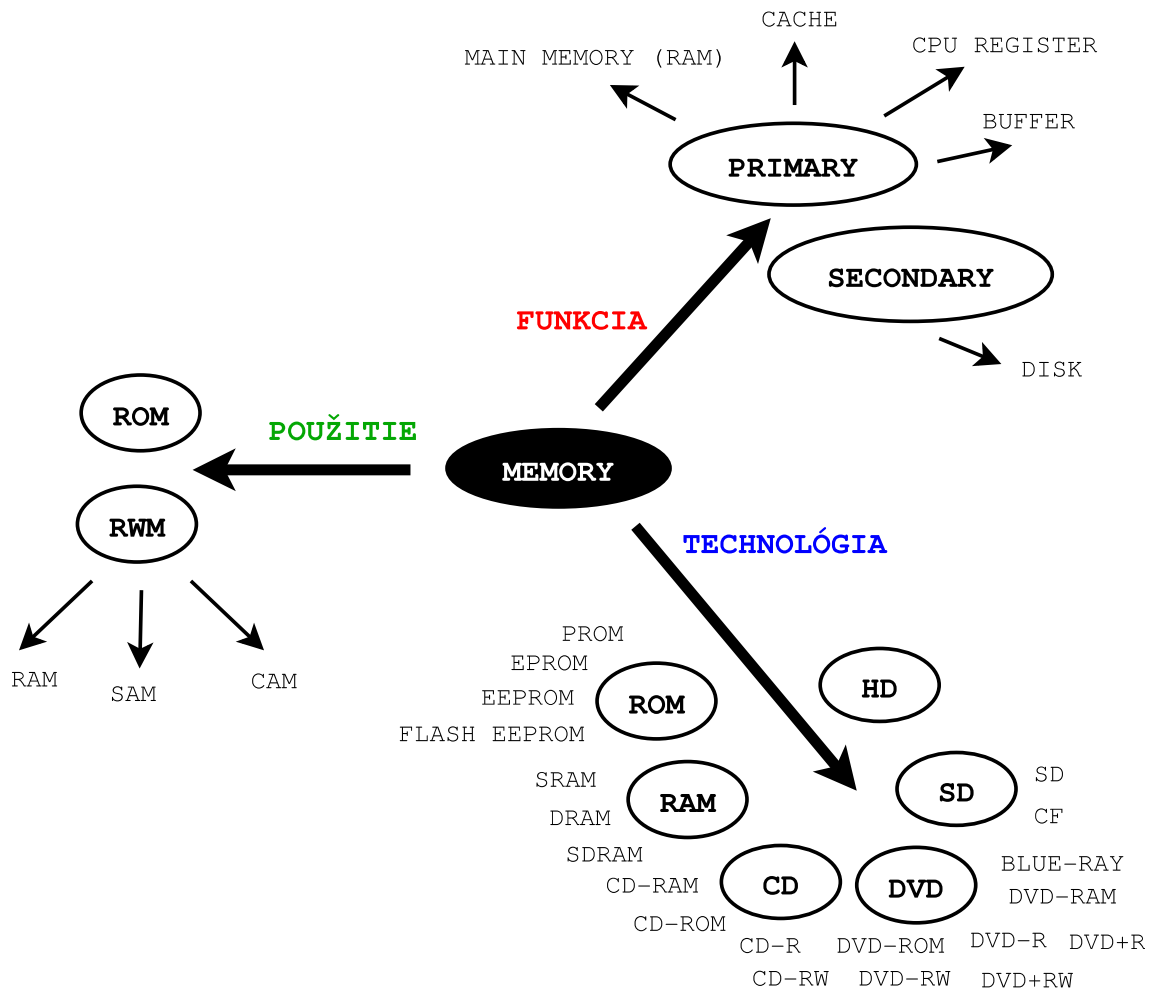 CACHE
CPU REGISTER
MAIN MEMORY (RAM)
BUFFER
PRIMARY
SECONDARY
FUNKCIA
DISK
ROM
POUŽITIE
MEMORY
RWM
TECHNOLÓGIA
RAM
SAM
CAM
PROM
EPROM
EEPROM
FLASH EEPROM
ROM
HD
SRAM
DRAM
SDRAM
RAM
SD
SD
CF
CD-RAM
CD-ROM
CD
DVD
BLUE-RAY
DVD-RAM
CD-R
DVD-ROM
DVD-R
DVD+R
CD-RW
DVD-RW
DVD+RW